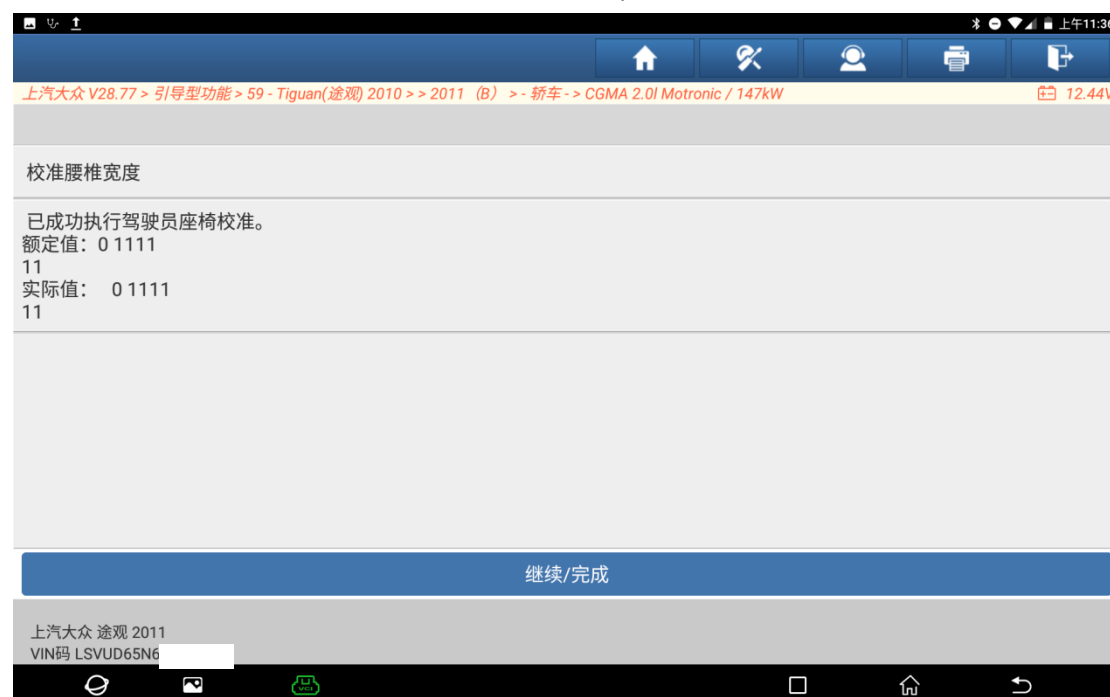 上午11:36
上汽大众 V28.77 > 引导型功能 > 59 - Tiguan(途观) 2010 > > 2011 (B) > - 轿车 - > CGMA 2.0l Motronic / 147kW 12.44V
校准腰椎宽度
已成功执行驾驶员座椅校准。
额定值：0 1111
11
实际值： 0 1111
11
继续/完成
上汽大众 途观 2011
VIN码 LSVUD65N6
VCI